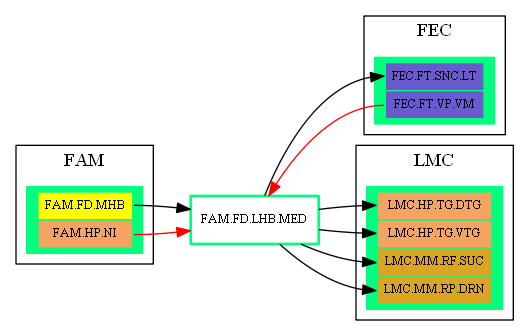 FEC
FEC.FT.SNC.LT
FEC.FT.VP.VM
FAM
FAM.FD.MHB
FAM.HP.NI
FAM.FD.LHB.MED
LMC
LMC.HP.TG.DTG
LMC.HP.TG.VTG
LMC.MM.RF.SUC
LMC.MM.RP.DRN